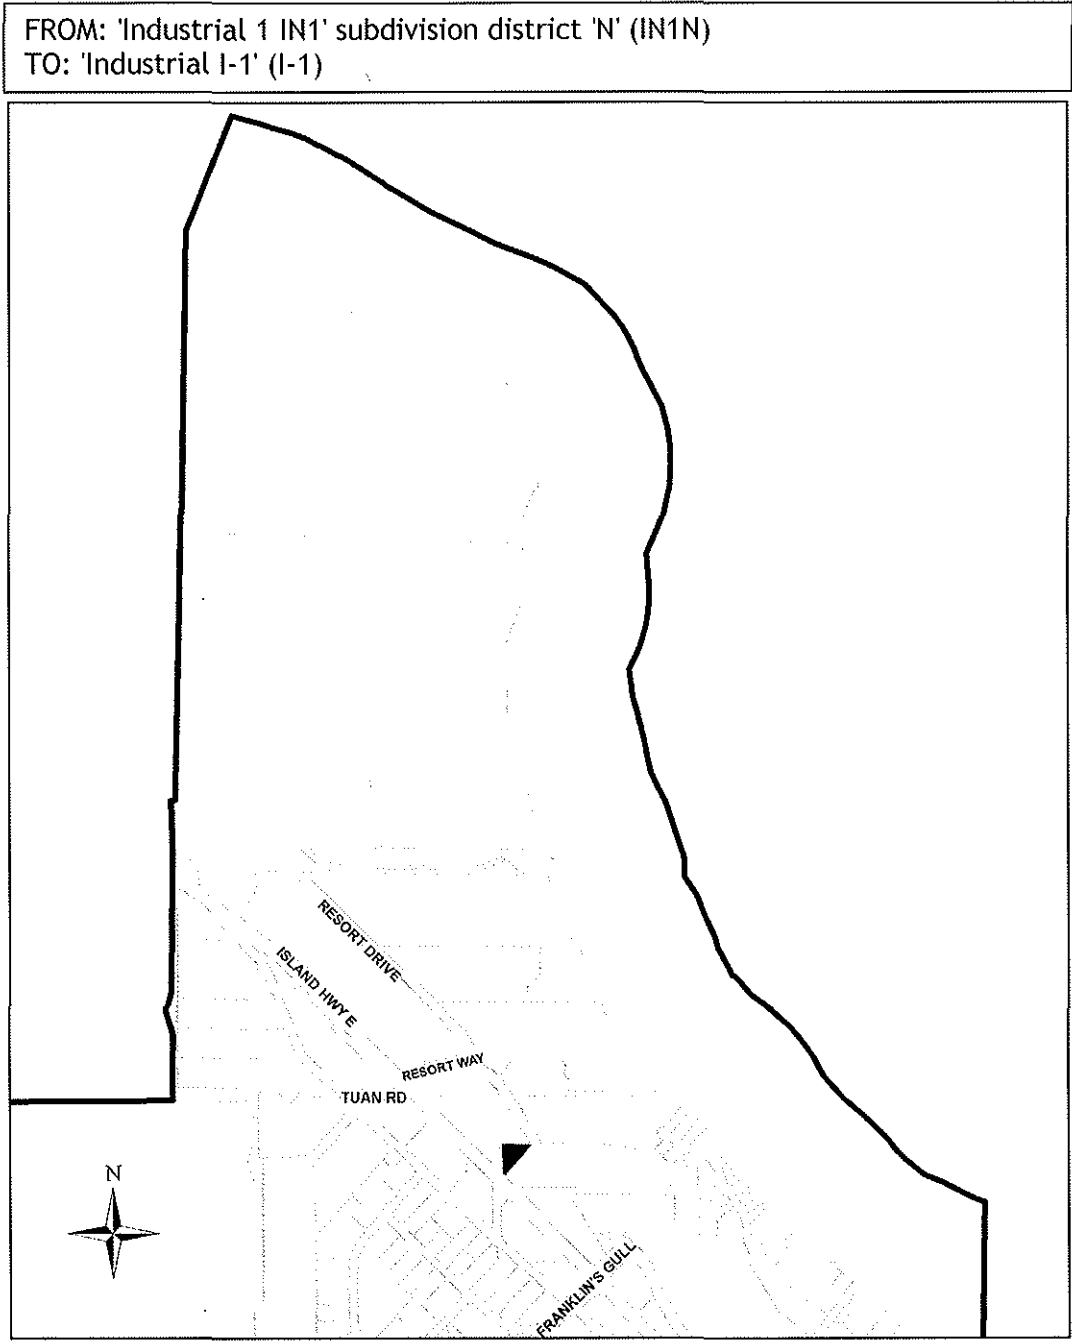 FROM: 'Industrial 1 IN1' subdivision district 'N' (IN1N)
TO: 'Industrial I-1' (I-1)
RESORT DRIVE
ISLAND HWY E
RESORT WAY
TUAN RD
N
FRANKLIN'S GULL